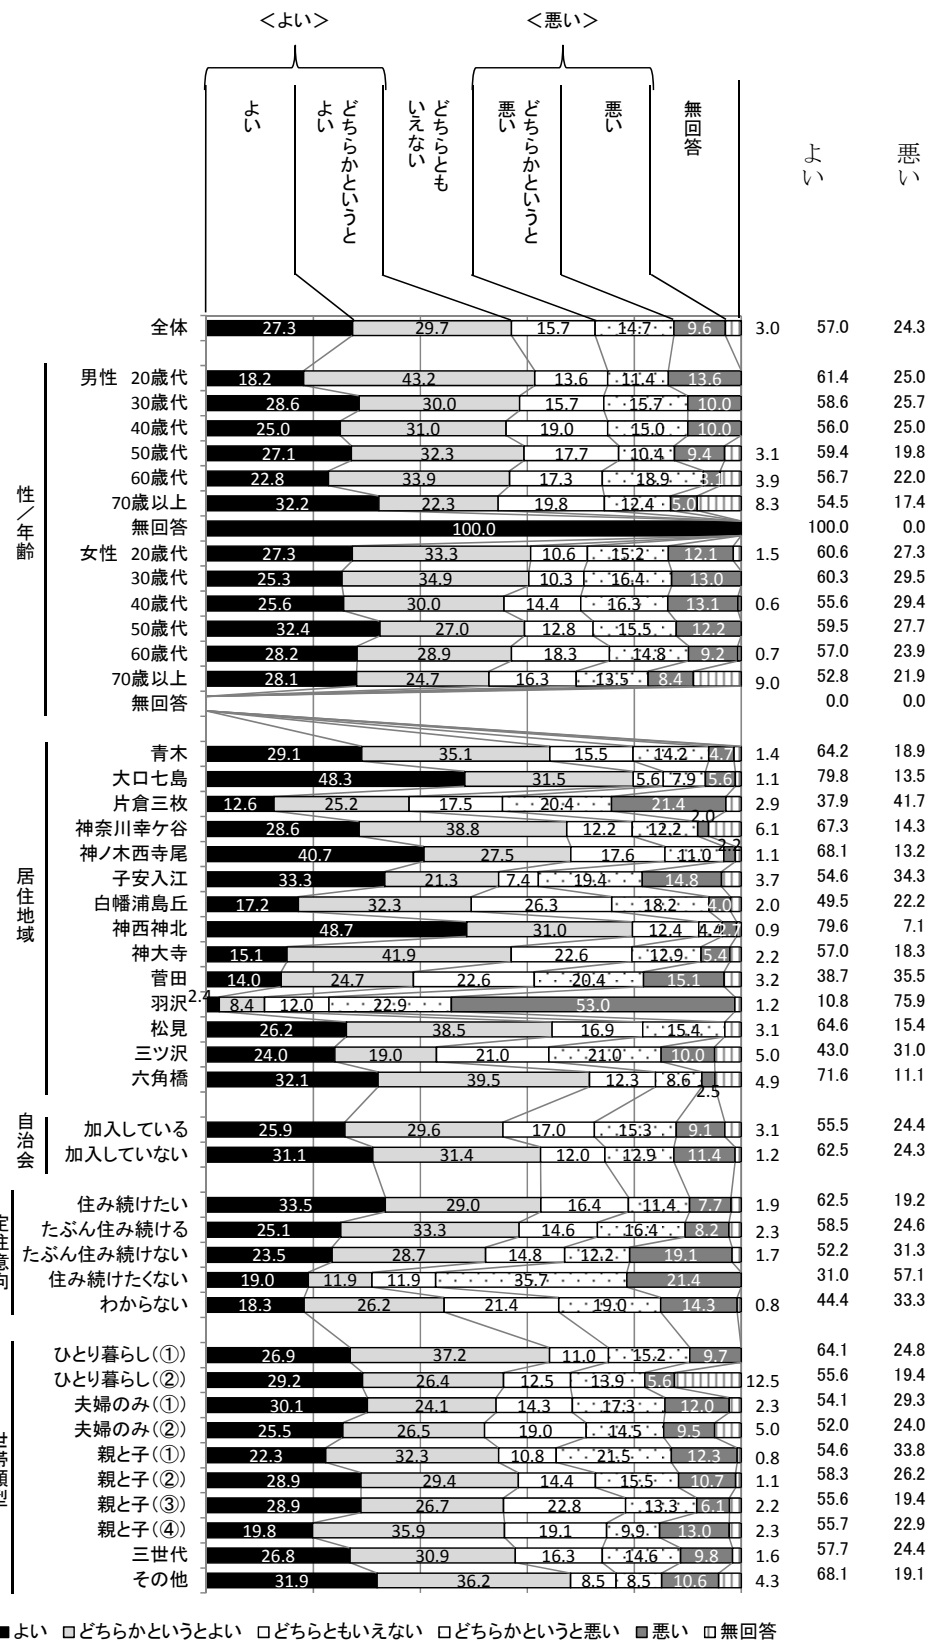 ＜よい＞ ＜悪い＞
よい
どちらかというと
よい
どちらとも
いえない
どちらかというと
悪い
悪い
無回答
よい 悪い
全体 27.3 29.7 15.7 14.7 9.6 3.0 57.0 24.3
性／年齢
男性 20歳代 18.2 43.2 13.6 11.4 13.6 61.4 25.0
30歳代 28.6 30.0 15.7 15.7 10.0 58.6 25.7
40歳代 25.0 31.0 19.0 15.0 10.0 56.0 25.0
50歳代 27.1 32.3 17.7 10.4 9.4 3.1 59.4 19.8
60歳代 22.8 33.9 17.3 18.9 3.1 3.9 56.7 22.0
70歳以上 32.2 22.3 19.8 12.4 5.0 8.3 54.5 17.4
無回答 100.0 100.0 0.0
女性 20歳代 27.3 33.3 10.6 15.2 12.1 1.5 60.6 27.3
30歳代 25.3 34.9 10.3 16.4 13.0 60.3 29.5
40歳代 25.6 30.0 14.4 16.3 13.1 0.6 55.6 29.4
50歳代 32.4 27.0 12.8 15.5 12.2 59.5 27.7
60歳代 28.2 28.9 18.3 14.8 9.2 0.7 57.0 23.9
70歳以上 28.1 24.7 16.3 13.5 8.4 9.0 52.8 21.9
無回答 0.0 0.0
居住地域
青木 29.1 35.1 15.5 14.2 4.7 1.4 64.2 18.9
大口七島 48.3 31.5 5.6 7.9 5.6 1.1 79.8 13.5
片倉三枚 12.6 25.2 17.5 20.4 21.4 2.9 37.9 41.7
神奈川幸ケ谷 28.6 38.8 12.2 12.2 2.0 6.1 67.3 14.3
神ノ木西寺尾 40.7 27.5 17.6 11.0 2.2 1.1 68.1 13.2
子安入江 33.3 21.3 7.4 19.4 14.8 3.7 54.6 34.3
白幡浦島丘 17.2 32.3 26.3 18.2 4.0 2.0 49.5 22.2
神西神北 48.7 31.0 12.4 4.4 2.7 0.9 79.6 7.1
神大寺 15.1 41.9 22.6 12.9 5.4 2.2 57.0 18.3
菅田 14.0 24.7 22.6 20.4 15.1 3.2 38.7 35.5
羽沢 2.4 8.4 12.0 22.9 53.0 1.2 10.8 75.9
松見 26.2 38.5 16.9 15.4 3.1 64.6 15.4
三ツ沢 24.0 19.0 21.0 21.0 10.0 5.0 43.0 31.0
六角橋 32.1 39.5 12.3 8.6 2.5 4.9 71.6 11.1
自治会
加入している 25.9 29.6 17.0 15.3 9.1 3.1 55.5 24.4
加入していない 31.1 31.4 12.0 12.9 11.4 1.2 62.5 24.3
定住意向
住み続けたい 33.5 29.0 16.4 11.4 7.7 1.9 62.5 19.2
たぶん住み続ける 25.1 33.3 14.6 16.4 8.2 2.3 58.5 24.6
たぶん住み続けない 23.5 28.7 14.8 12.2 19.1 1.7 52.2 31.3
住み続けたくない 19.0 11.9 11.9 35.7 21.4 31.0 57.1
わからない 18.3 26.2 21.4 19.0 14.3 0.8 44.4 33.3
世帯類型
ひとり暮らし（①） 26.9 37.2 11.0 15.2 9.7 64.1 24.8
ひとり暮らし（②） 29.2 26.4 12.5 13.9 5.6 12.5 55.6 19.4
夫婦のみ（①） 30.1 24.1 14.3 17.3 12.0 2.3 54.1 29.3
夫婦のみ（②） 25.5 26.5 19.0 14.5 9.5 5.0 52.0 24.0
親と子（①） 22.3 32.3 10.8 21.5 12.3 0.8 54.6 33.8
親と子（②） 28.9 29.4 14.4 15.5 10.7 1.1 58.3 26.2
親と子（③） 28.9 26.7 22.8 13.3 6.1 2.2 55.6 19.4
親と子（④） 19.8 35.9 19.1 9.9 13.0 2.3 55.7 22.9
三世代 26.8 30.9 16.3 14.6 9.8 1.6 57.7 24.4
その他 31.9 36.2 8.5 8.5 10.6 4.3 68.1 19.1
よい どちらかというとよい どちらともいえない どちらかというと悪い 悪い 無回答